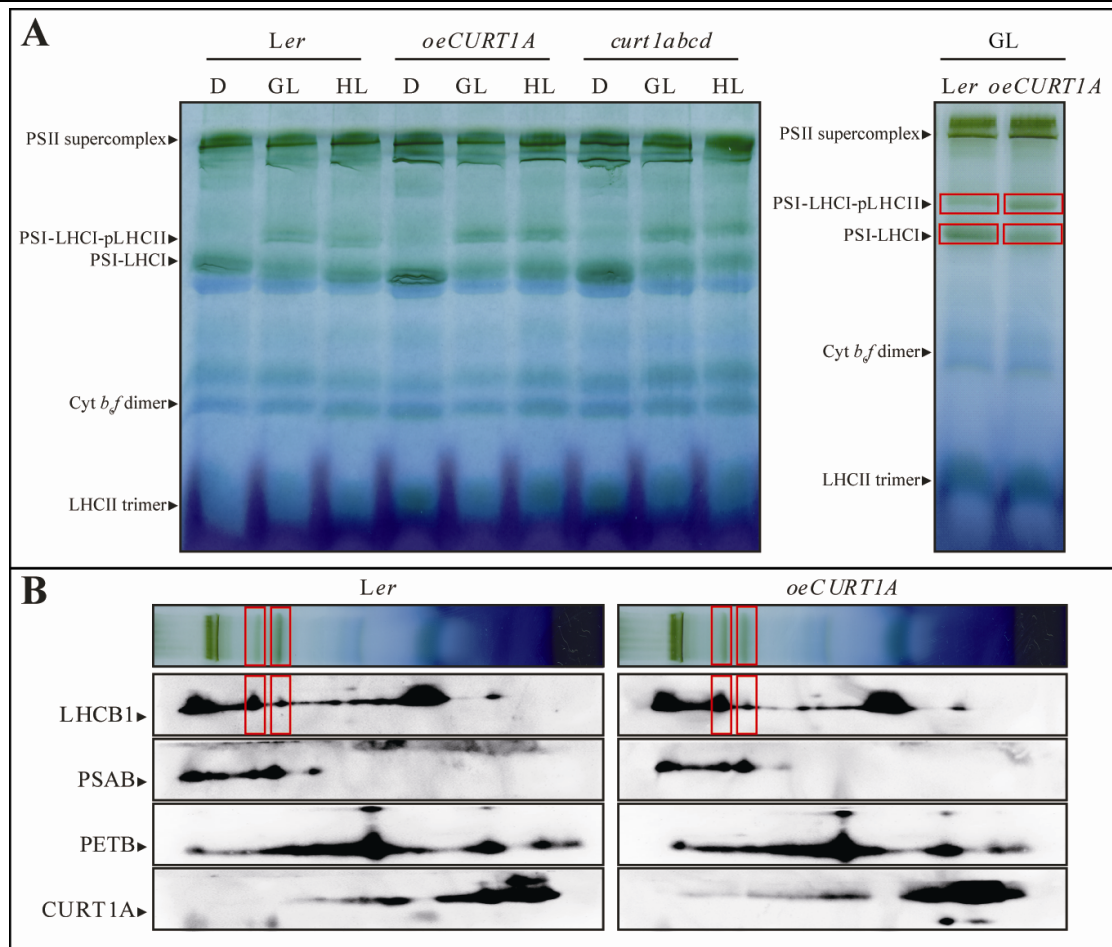 A
Ler oeCURT1A curt1abcd
D GL HL D GL HL D GL HL
PSII supercomplex
PSI-LHCI-pLHCII
PSI-LHCI
Cyt b₆f dimer
LHCII trimer
GL
Ler oeCURT1A
PSII supercomplex
PSI-LHCI-pLHCII
PSI-LHCI
Cyt b₆f dimer
LHCII trimer
B
Ler oeCURT1A
LHCB1
PSAB
PETB
CURT1A